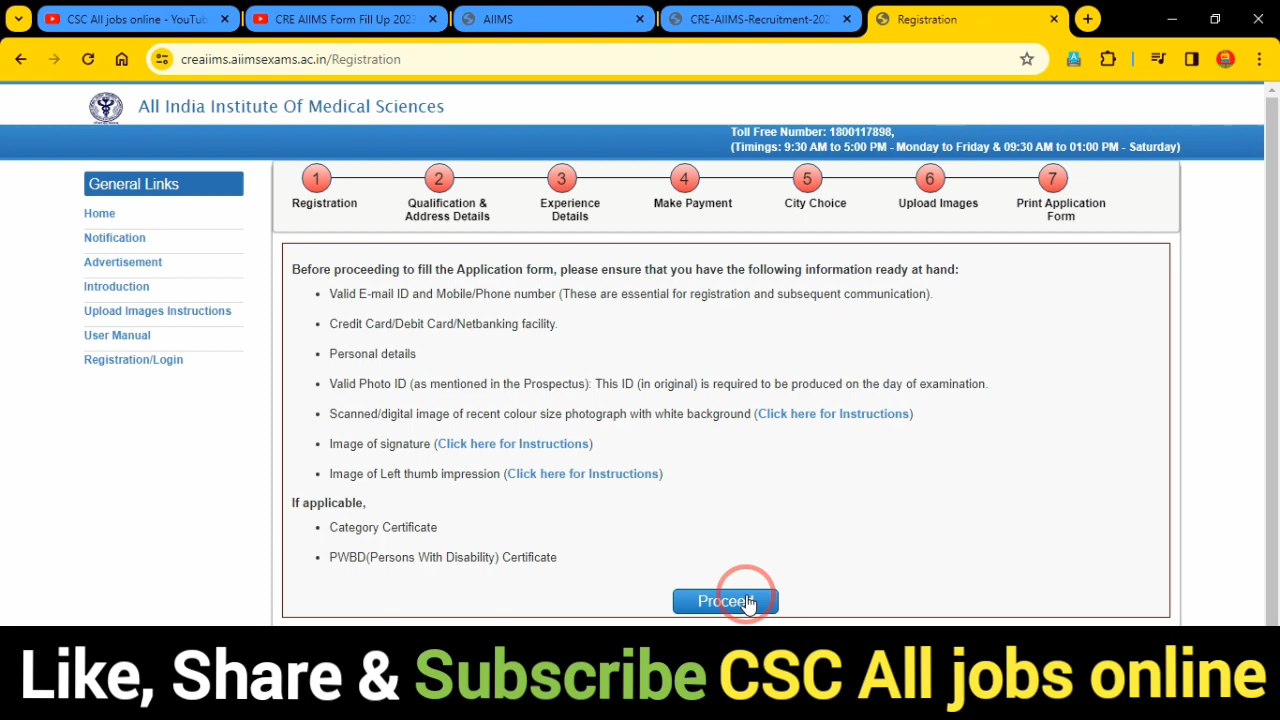 CSC All jobs online - YouTub
CRE AIIMS Form Fill Up 2023
AIIMS
CRE-AIIMS-Recruitment-202
Registration
creaiims.aiimsexams.ac.in/Registration
All India Institute Of Medical Sciences
Toll Free Number: 1800117898,
(Timings: 9:30 AM to 5:00 PM - Monday to Friday & 09:30 AM to 01:00 PM - Saturday)
General Links
Home
Notification
Advertisement
Introduction
Upload Images Instructions
User Manual
Registration/Login
1 2 3 4 5 6 7
Registration
Qualification &
Address Details
Experience
Details
Make Payment
City Choice
Upload Images
Print Application
Form
Before proceeding to fill the Application form, please ensure that you have the following information ready at hand:
• Valid E-mail ID and Mobile/Phone number (These are essential for registration and subsequent communication).
• Credit Card/Debit Card/Netbanking facility.
• Personal details
• Valid Photo ID (as mentioned in the Prospectus): This ID (in original) is required to be produced on the day of examination.
• Scanned/digital image of recent colour size photograph with white background (Click here for Instructions)
• Image of signature (Click here for Instructions)
• Image of Left thumb impression (Click here for Instructions)
If applicable,
• Category Certificate
• PWBD(Persons With Disability) Certificate
Proceed
Like, Share & Subscribe CSC All jobs online